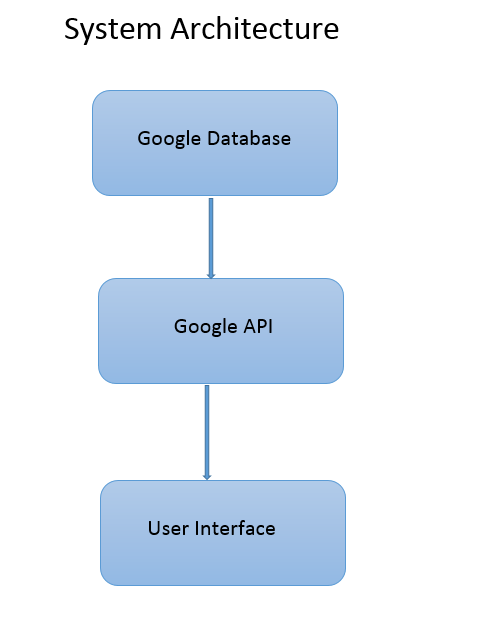 System Architecture
Google Database
Google API
User Interface